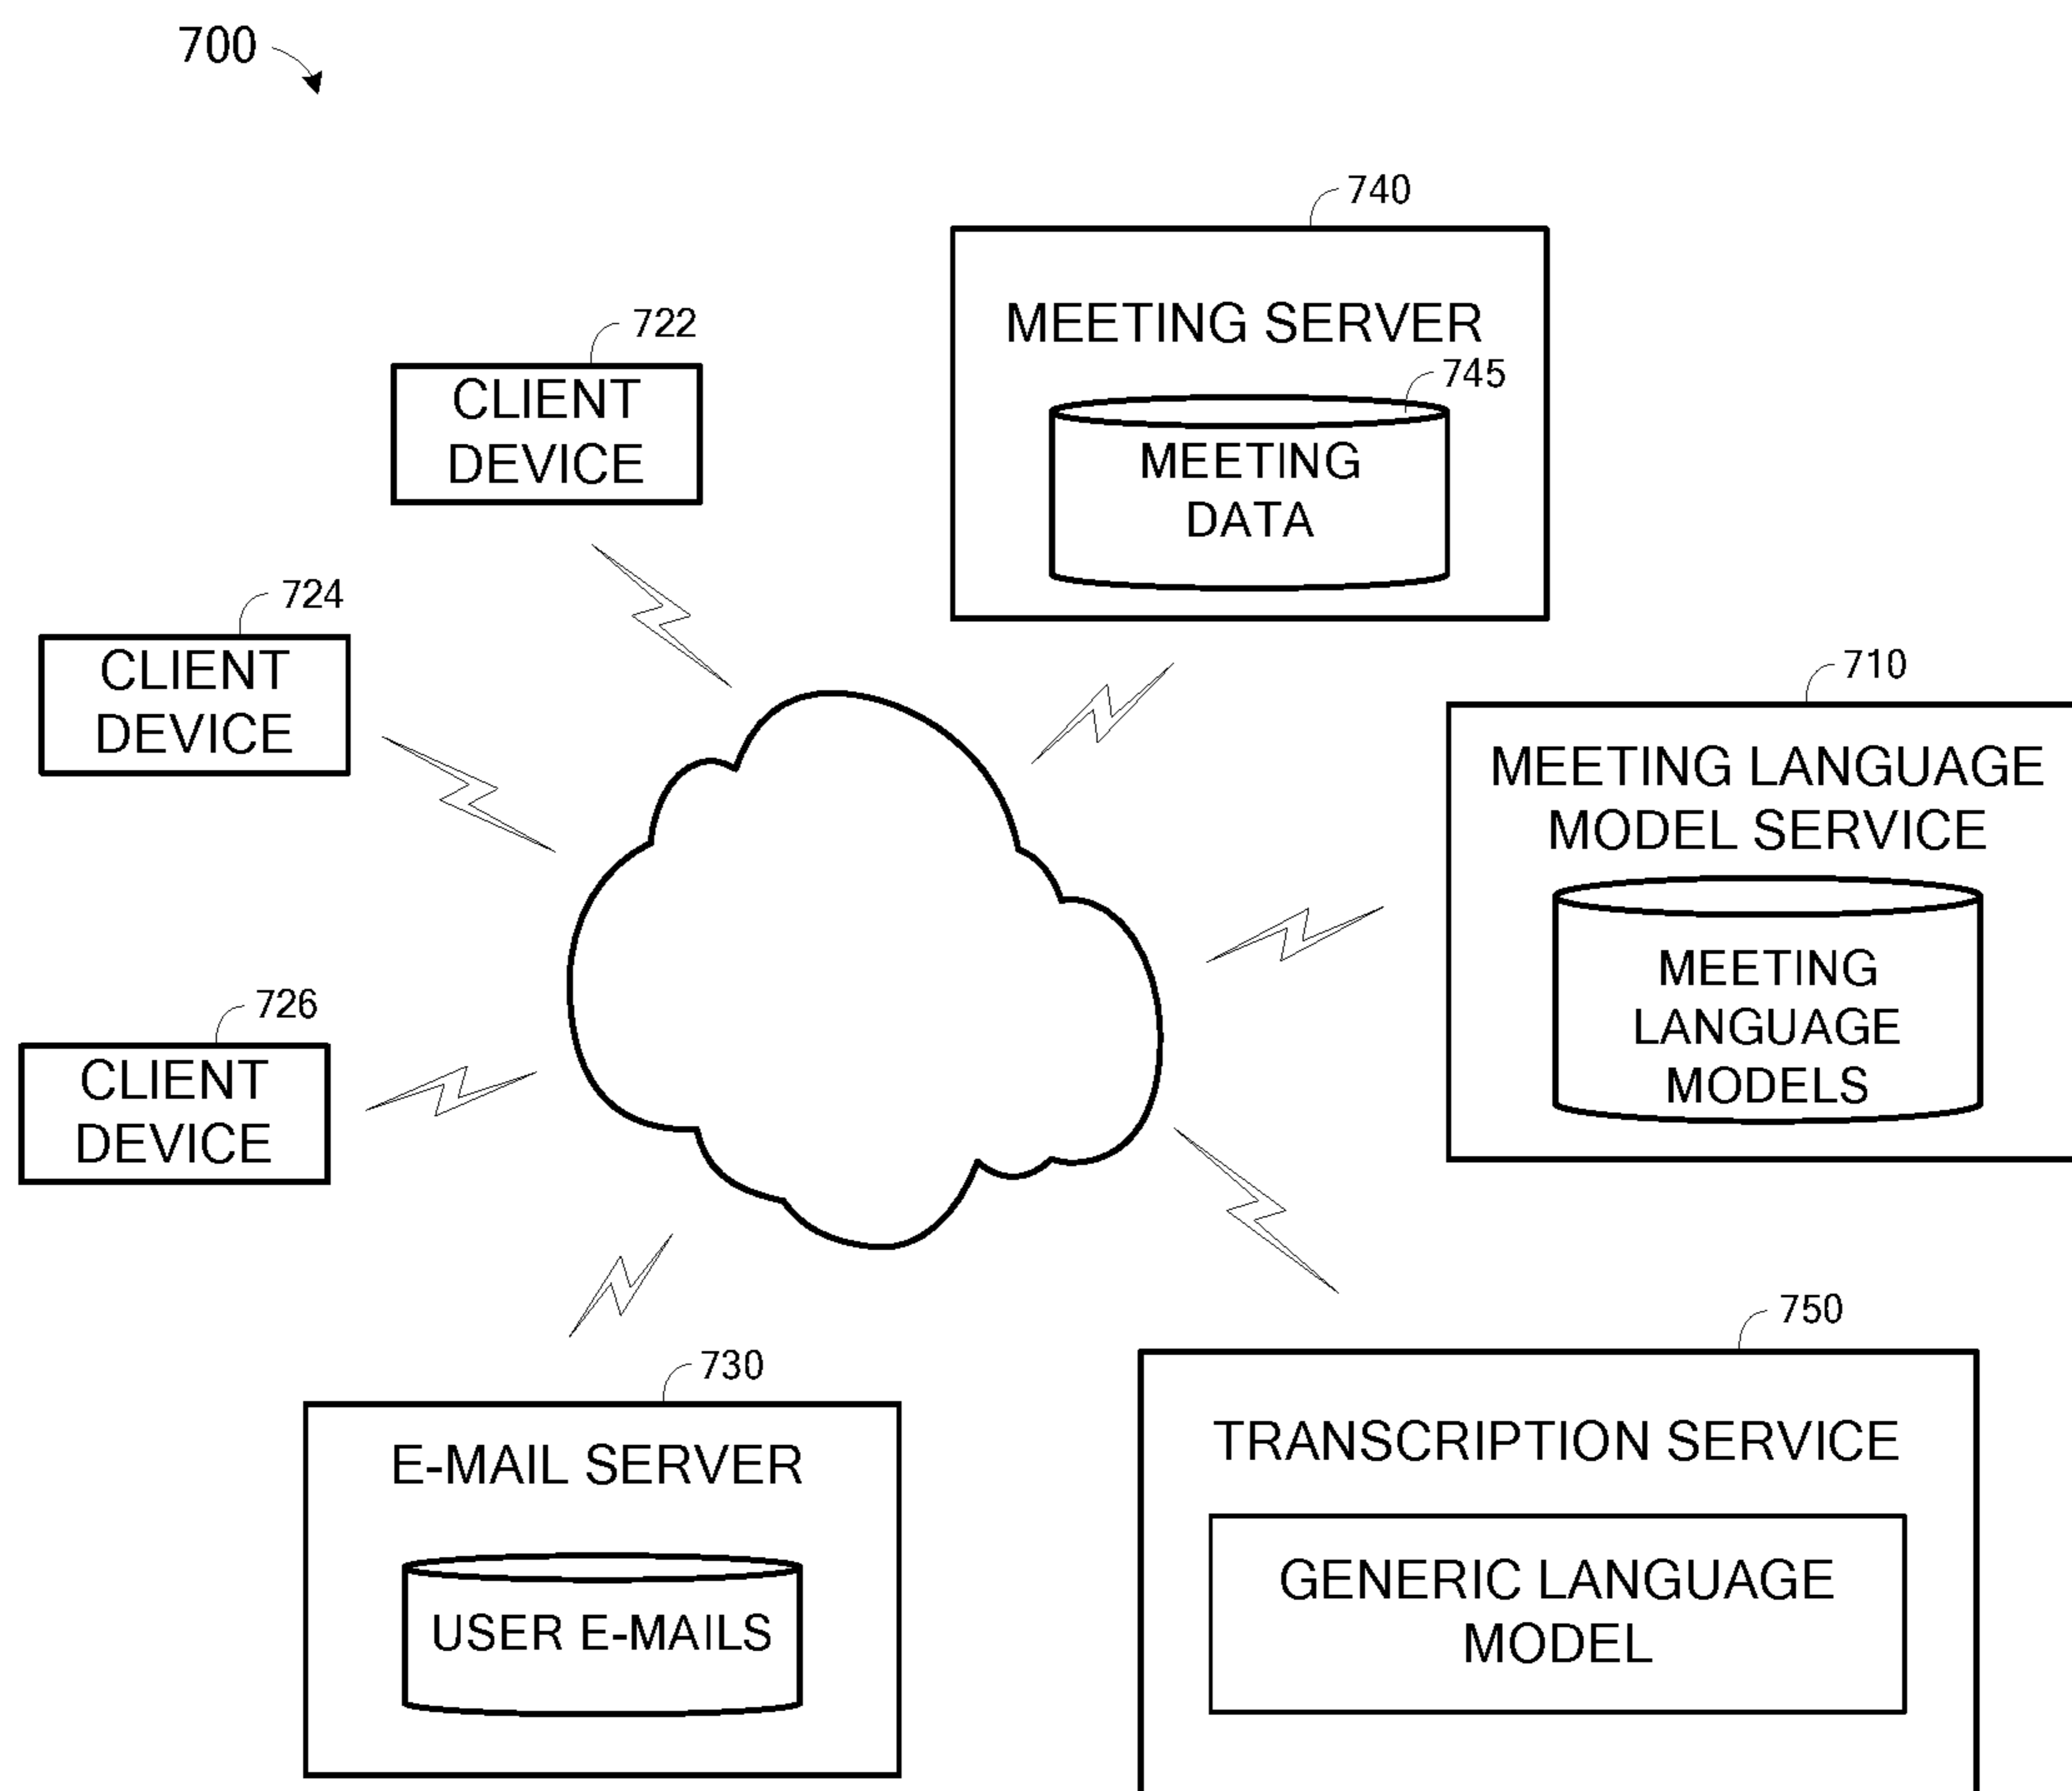 700
740
MEETING SERVER
745
MEETING
DATA
722
CLIENT
DEVICE
724
CLIENT
DEVICE
710
MEETING LANGUAGE
MODEL SERVICE
MEETING
LANGUAGE
MODELS
726
CLIENT
DEVICE
730
E-MAIL SERVER
USER E-MAILS
750
TRANSCRIPTION SERVICE
GENERIC LANGUAGE
MODEL